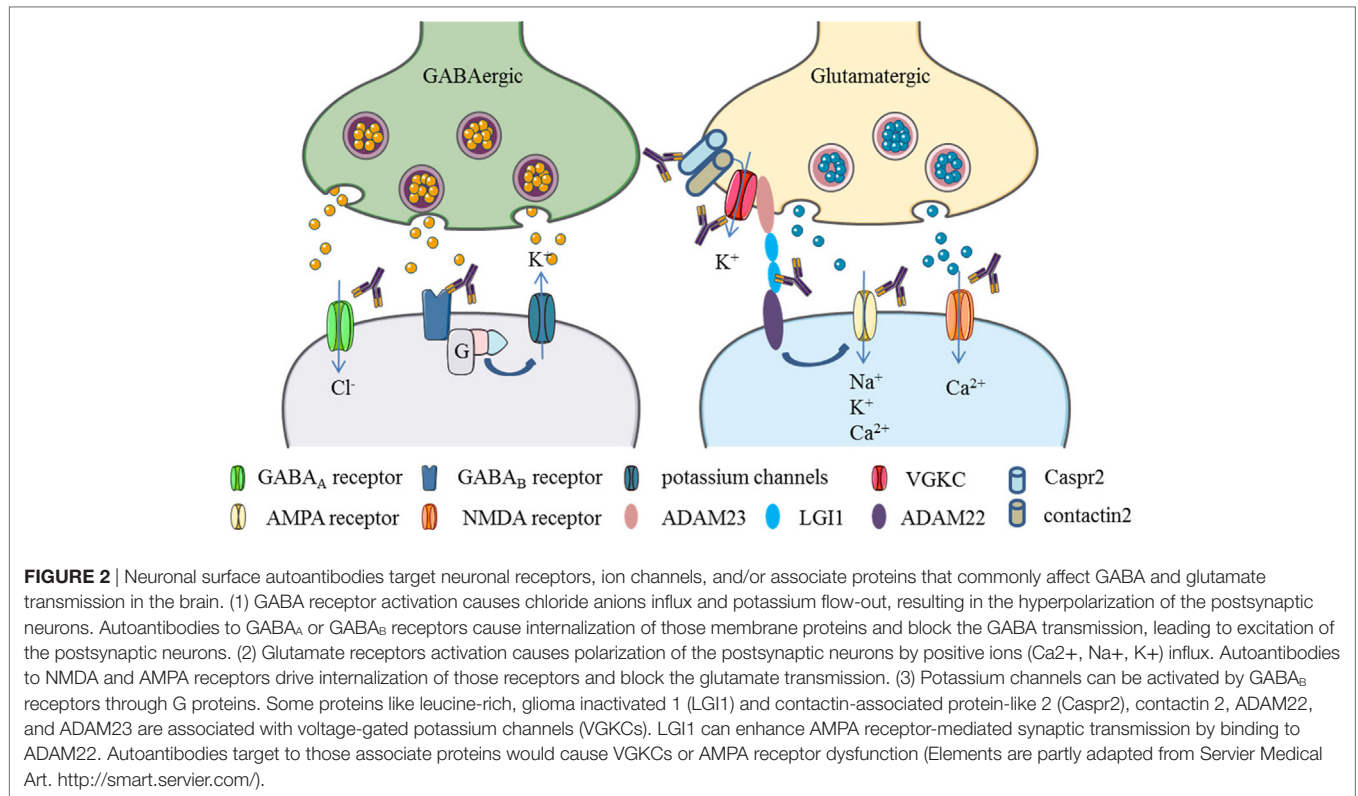 GABAergic
Glutamatergic
K⁺
Cl⁻
G
K⁺
Na⁺
K⁺
Ca²⁺
Ca²⁺
GABA_A receptor
GABA_B receptor
potassium channels
VGKC
Caspr2
AMPA receptor
NMDA receptor
ADAM23
LGI1
ADAM22
contactin2
FIGURE 2 | Neuronal surface autoantibodies target neuronal receptors, ion channels, and/or associate proteins that commonly affect GABA and glutamate
transmission in the brain. (1) GABA receptor activation causes chloride anions influx and potassium flow-out, resulting in the hyperpolarization of the postsynaptic
neurons. Autoantibodies to GABA_A or GABA_B receptors cause internalization of those membrane proteins and block the GABA transmission, leading to excitation of
the postsynaptic neurons. (2) Glutamate receptors activation causes polarization of the postsynaptic neurons by positive ions (Ca2+, Na+, K+) influx. Autoantibodies
to NMDA and AMPA receptors drive internalization of those receptors and block the glutamate transmission. (3) Potassium channels can be activated by GABA_B
receptors through G proteins. Some proteins like leucine-rich, glioma inactivated 1 (LGI1) and contactin-associated protein-like 2 (Caspr2), contactin 2, ADAM22,
and ADAM23 are associated with voltage-gated potassium channels (VGKCs). LGI1 can enhance AMPA receptor-mediated synaptic transmission by binding to
ADAM22. Autoantibodies target to those associate proteins would cause VGKCs or AMPA receptor dysfunction (Elements are partly adapted from Servier Medical
Art. http://smart.servier.com/).